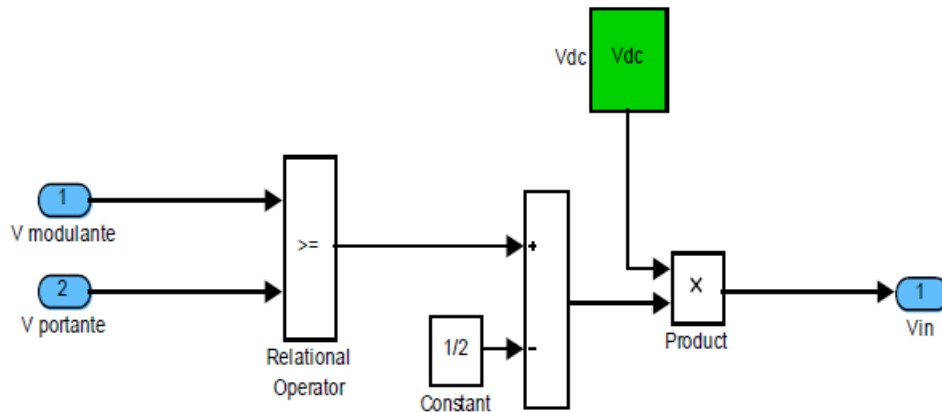 Vdc
Vdc
1
V modulante
2
V portante
>=
Relational
Operator
+
-
1/2
Constant
X
Product
1
Vin